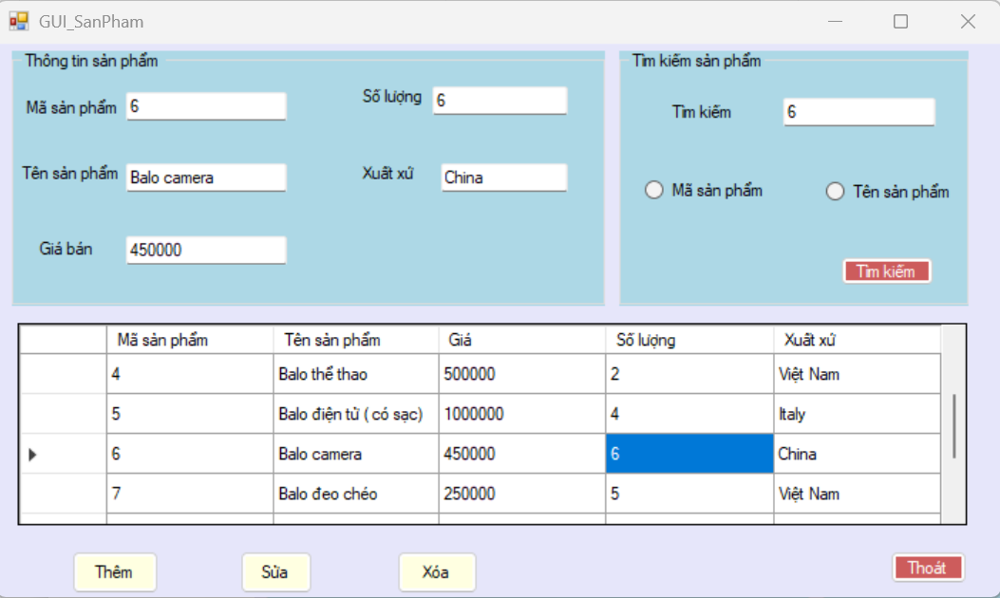 GUI_SanPham
Thông tin sản phẩm
Mã sản phẩm 6
Số lượng 6
Tên sản phẩm Balo camera
Xuất xứ China
Giá bán 450000
Tìm kiếm sản phẩm
Tìm kiếm 6
Mã sản phẩm Tên sản phẩm
Tìm kiếm
Mã sản phẩm Tên sản phẩm Giá Số lượng Xuất xứ
4 Balo thể thao 500000 2 Việt Nam
5 Balo điện tử ( có sạc) 1000000 4 Italy
6 Balo camera 450000 6 China
7 Balo đeo chéo 250000 5 Việt Nam
Thêm Sửa Xóa Thoát